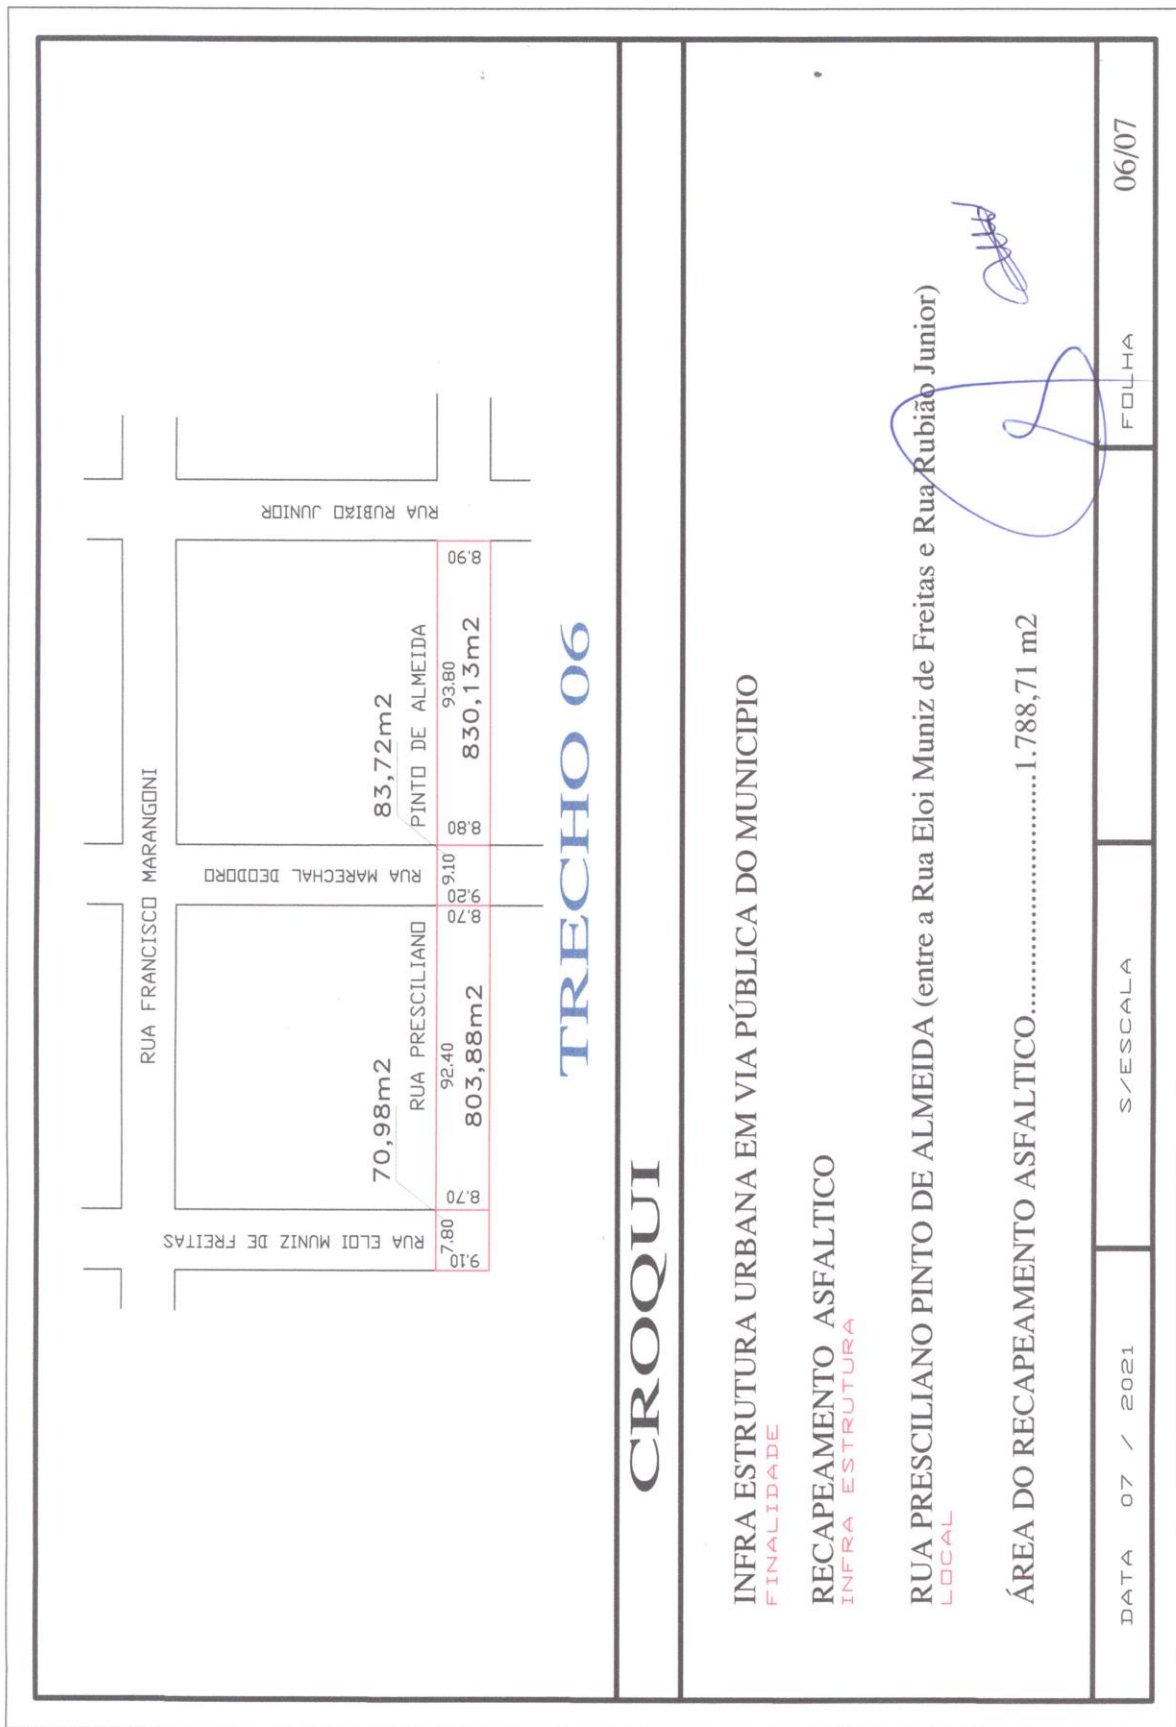 RUA FRANCISCO MARANGONI
RUA ELOI MUNIZ DE FREITAS
RUA MARECHAL DEODORO
RUA RUBIÃO JUNIOR
70,98m2
83,72m2
RUA PRESCILIANO PINTO DE ALMEIDA
7.80
92.40
9.10
93.80
9.10
8.70
803,88m2
8.70
9.20
8.80
830,13m2
8.90
TRECHO 06
CROQUI
INFRA ESTRUTURA URBANA EM VIA PÚBLICA DO MUNICIPIO
FINALIDADE
RECAPEAMENTO ASFALTICO
INFRA ESTRUTURA
RUA PRESCILIANO PINTO DE ALMEIDA (entre a Rua Eloi Muniz de Freitas e Rua Rubião Junior)
LOCAL
ÁREA DO RECAPEAMENTO ASFALTICO........................................1.788,71 m2
DATA 07 / 2021
S/ESCALA
FOLHA 06/07